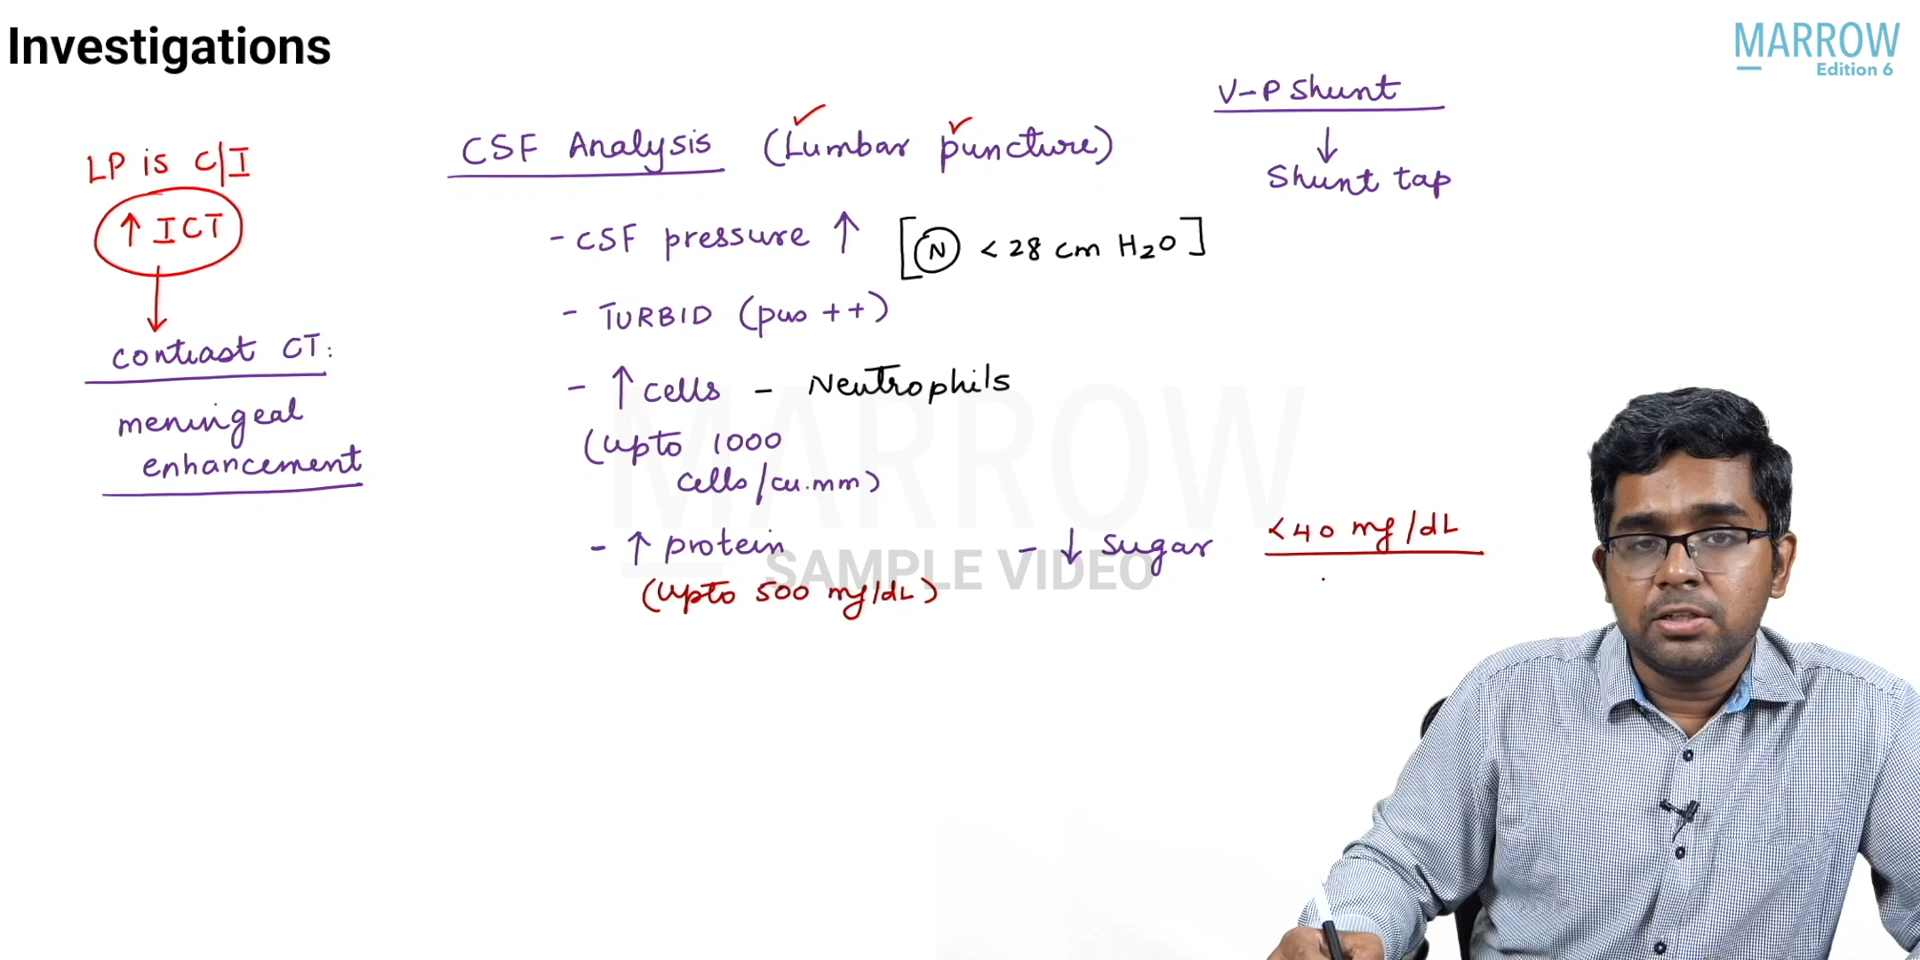 Investigations
MARROW
Edition 6
V-P Shunt
↓
Shunt tap
CSF Analysis (Lumbar puncture)
LP is C/I
↑ ICT
- CSF pressure ↑ [N < 28 cm H2O]
- TURBID (pus ++)
contrast CT:
meningeal
enhancement
- ↑ cells - Neutrophils
(upto 1000
cells/cu.mm)
- ↑ protein
(upto 500 mg/dL)
- ↓ sugar <40 mg/dL
MARROW
SAMPLE VIDEO